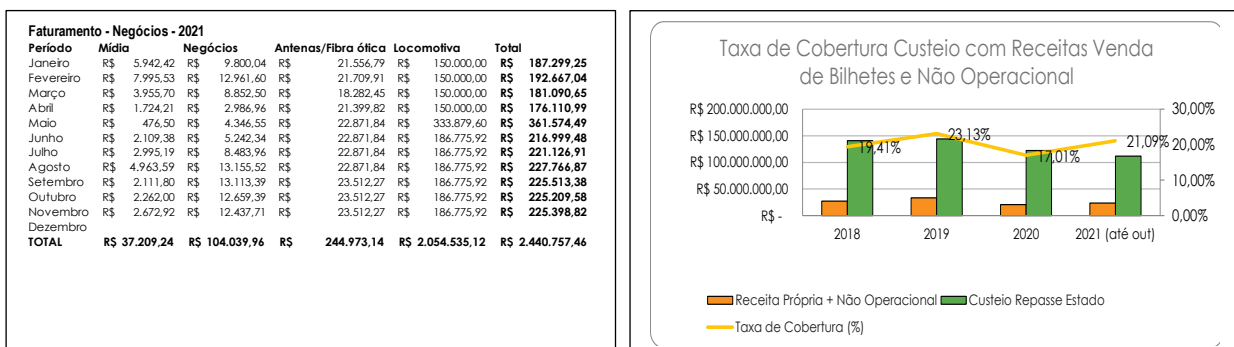 Faturamento - Negócios - 2021
Período Mídia Negócios Antenas/Fibra ótica Locomotiva Total
Janeiro R$ 5.942,42 R$ 9.800,04 R$ 21.556,79 R$ 150.000,00 R$ 187.299,25
Fevereiro R$ 7.995,53 R$ 12.961,60 R$ 21.709,91 R$ 150.000,00 R$ 192.667,04
Março R$ 3.955,70 R$ 8.852,50 R$ 18.282,45 R$ 150.000,00 R$ 181.090,65
Abril R$ 1.724,21 R$ 2.986,96 R$ 21.399,82 R$ 150.000,00 R$ 176.110,99
Maio R$ 476,50 R$ 4.346,55 R$ 22.871,84 R$ 333.879,60 R$ 361.574,49
Junho R$ 2.109,38 R$ 5.242,34 R$ 22.871,84 R$ 186.775,92 R$ 216.999,48
Julho R$ 2.995,19 R$ 8.483,96 R$ 22.871,84 R$ 186.775,92 R$ 221.126,91
Agosto R$ 4.963,59 R$ 13.155,52 R$ 22.871,84 R$ 186.775,92 R$ 227.766,87
Setembro R$ 2.111,80 R$ 13.113,39 R$ 23.512,27 R$ 186.775,92 R$ 225.513,38
Outubro R$ 2.262,00 R$ 12.659,39 R$ 23.512,27 R$ 186.775,92 R$ 225.209,58
Novembro R$ 2.672,92 R$ 12.437,71 R$ 23.512,27 R$ 186.775,92 R$ 225.398,82
Dezembro
TOTAL R$ 37.209,24 R$ 104.039,96 R$ 244.973,14 R$ 2.054.535,12 R$ 2.440.757,46
Taxa de Cobertura Custeio com Receitas Venda
de Bilhetes e Não Operacional
R$ 200.000.000,00 30,00%
R$ 150.000.000,00 19,41% 23,13% 17,01% 21,09% 20,00%
R$ 100.000.000,00
R$ 50.000.000,00 10,00%
R$ - 0,00%
2018 2019 2020 2021 (até out)
Receita Própria + Não Operacional Custeio Repasse Estado
Taxa de Cobertura (%)